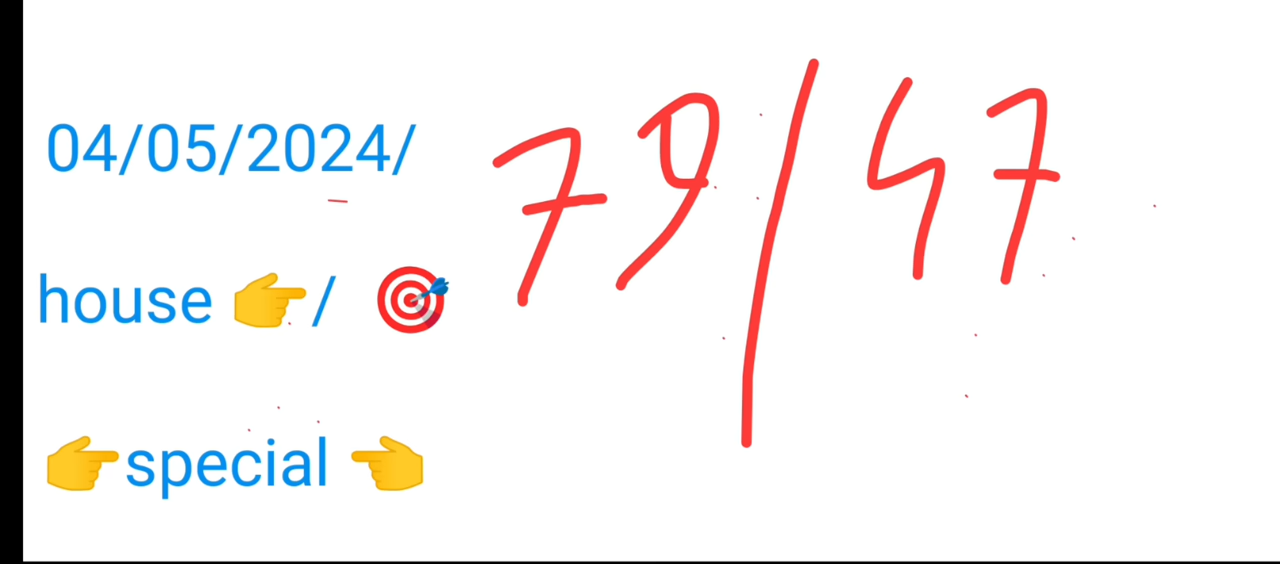 04/05/2024/
79/47
house 👉/ 🎯
👉special 👈